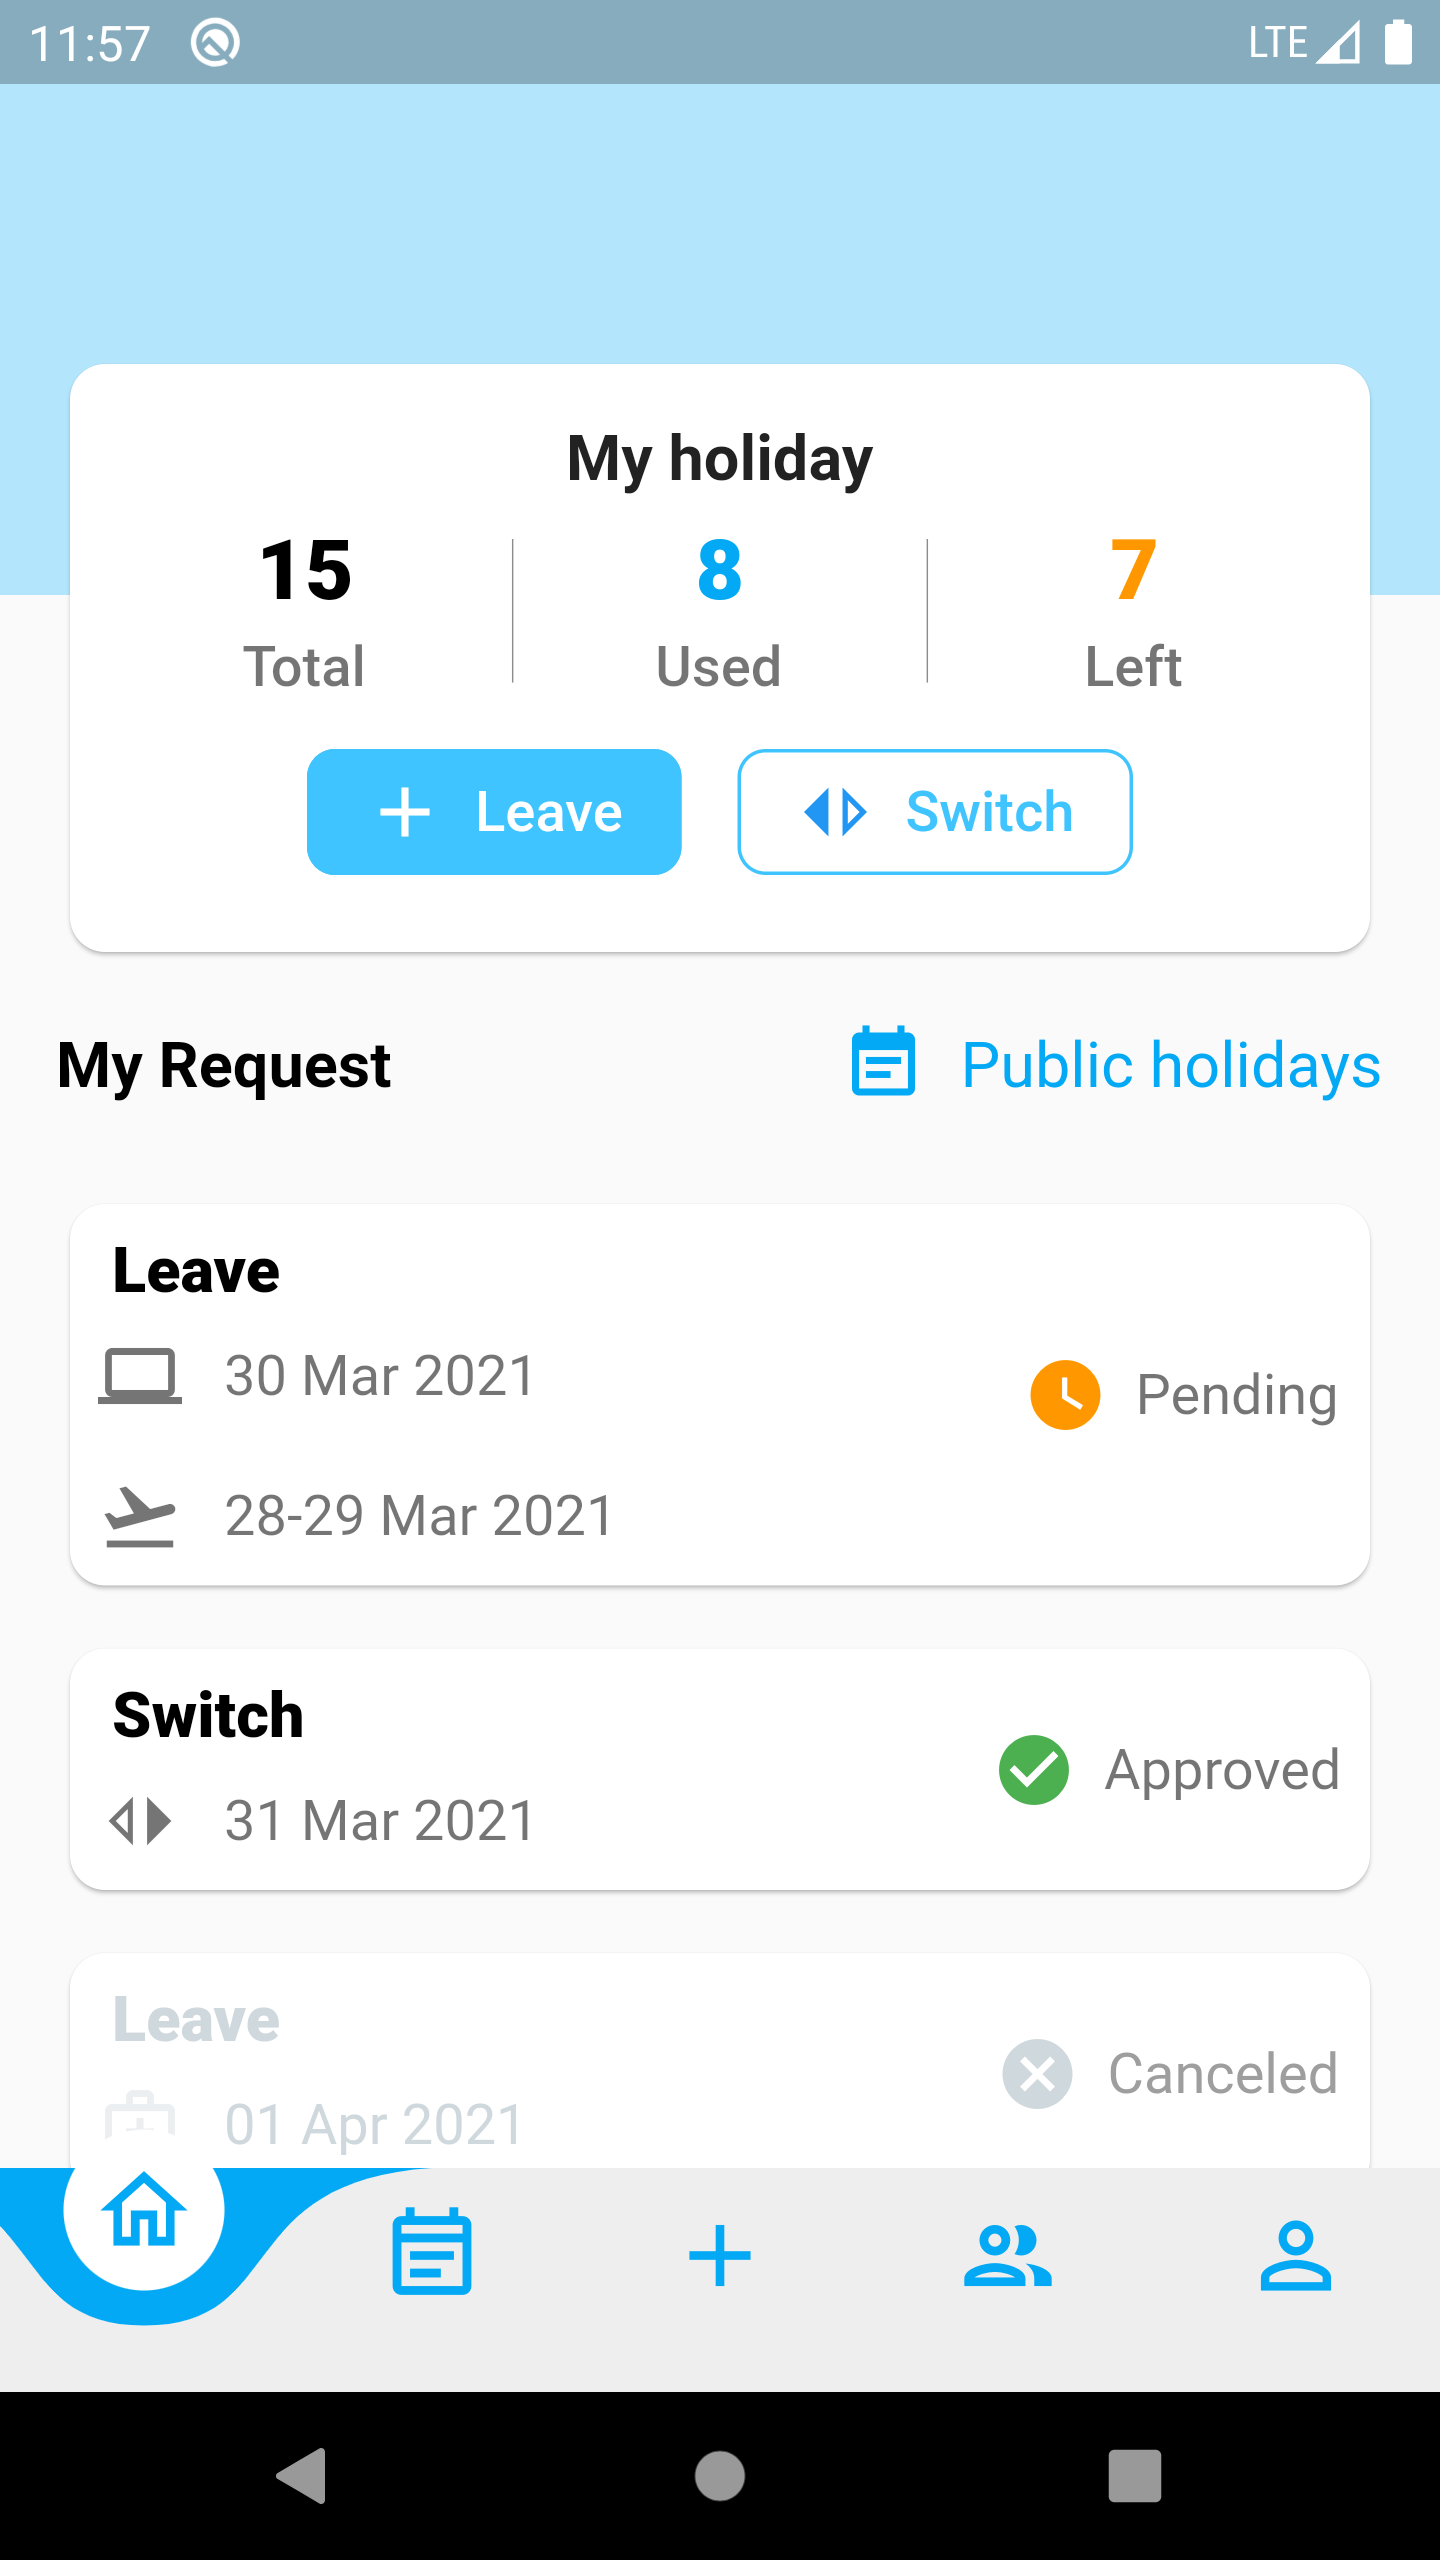 11:57 LTE
My holiday
15 8 7
Total Used Left
Leave Switch
My Request Public holidays
Leave
30 Mar 2021
Pending
28-29 Mar 2021
Switch
Approved
31 Mar 2021
Leave
Canceled
01 Apr 2021